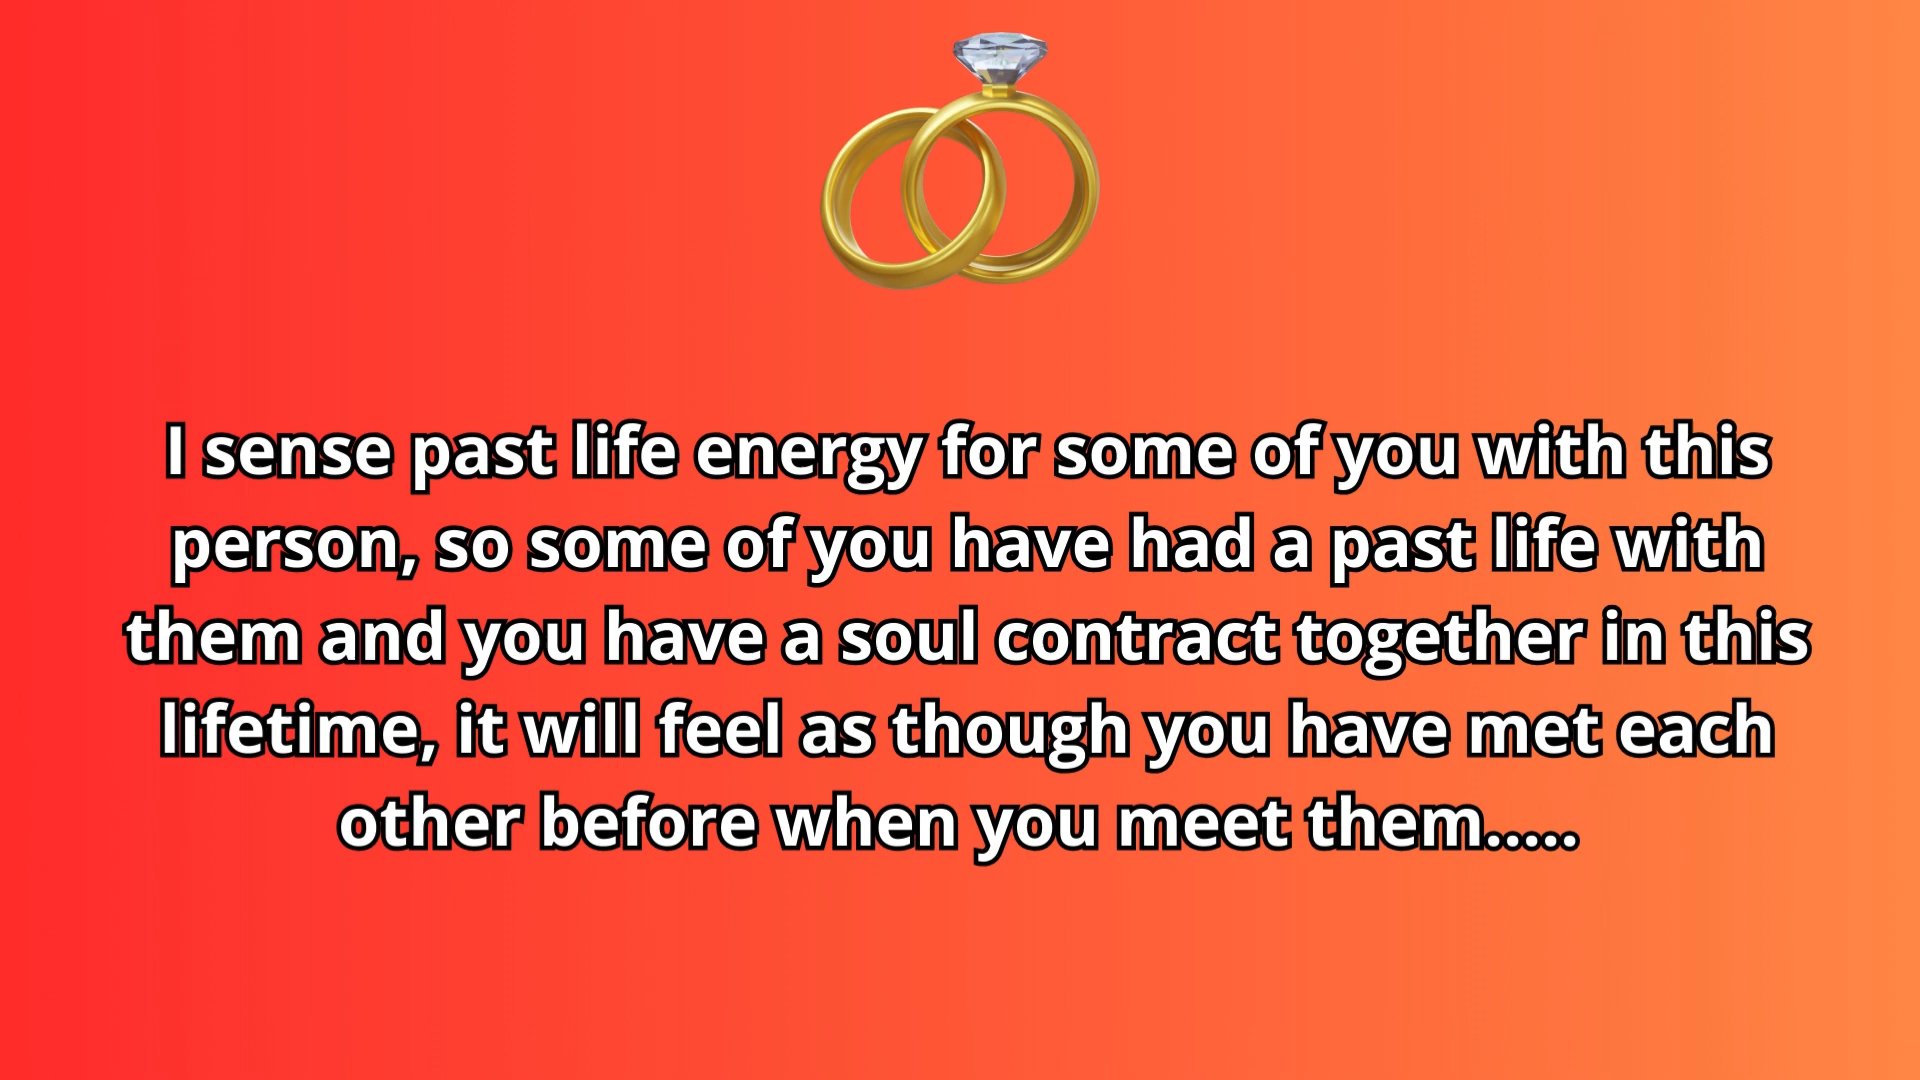 I sense past life energy for some of you with this
person, so some of you have had a past life with
them and you have a soul contract together in this
lifetime, it will feel as though you have met each
other before when you meet them.....